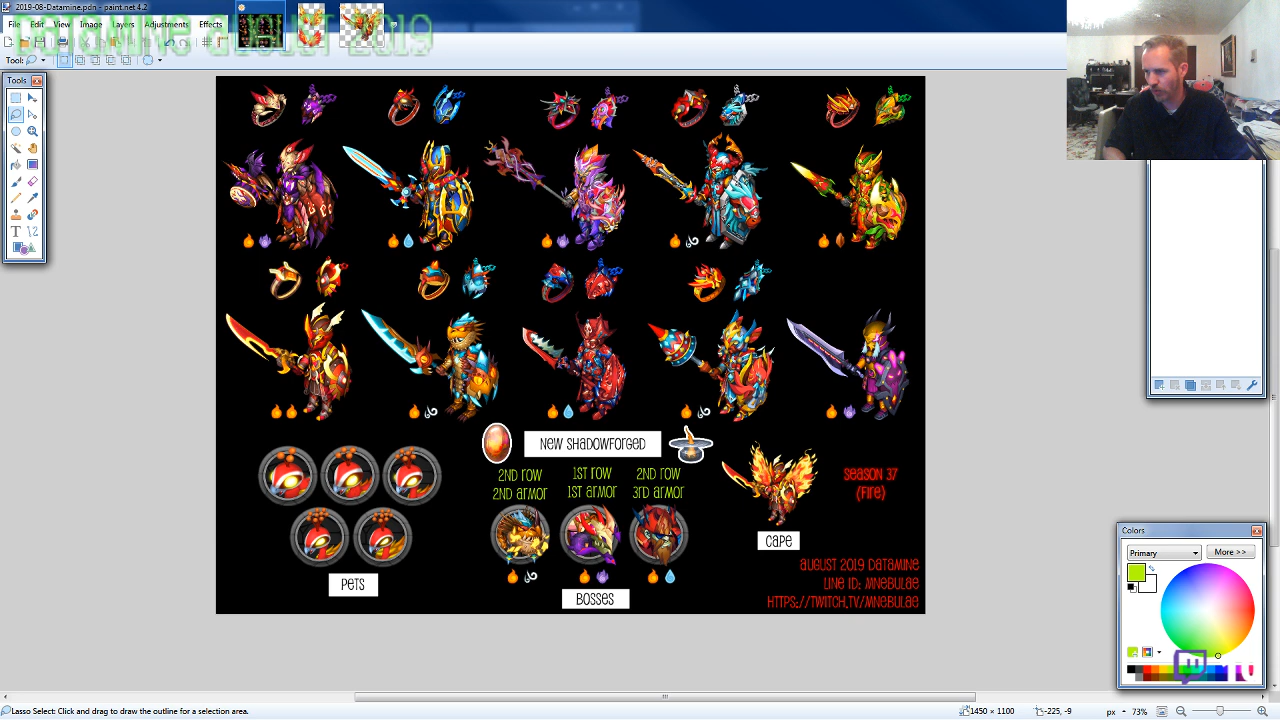 2019-08-Datamine.pdn - paint.net 4.2
File Edit View Image Layers Adjustments Effects
Datamine August 2019
Tool:
Tools
New Shadowforged
2nd row 1st row 2nd row
2nd armor 1st armor 3rd armor
Season 37
(Fire)
Cape
Pets
Bosses
August 2019 Datamine
Line ID: Mnebulae
https://twitch.tv/mnebulae
Colors
Primary More >>
Lasso Select: Click and drag to draw the outline for a selection area. 1450 × 1100 -225, -9 px 73%